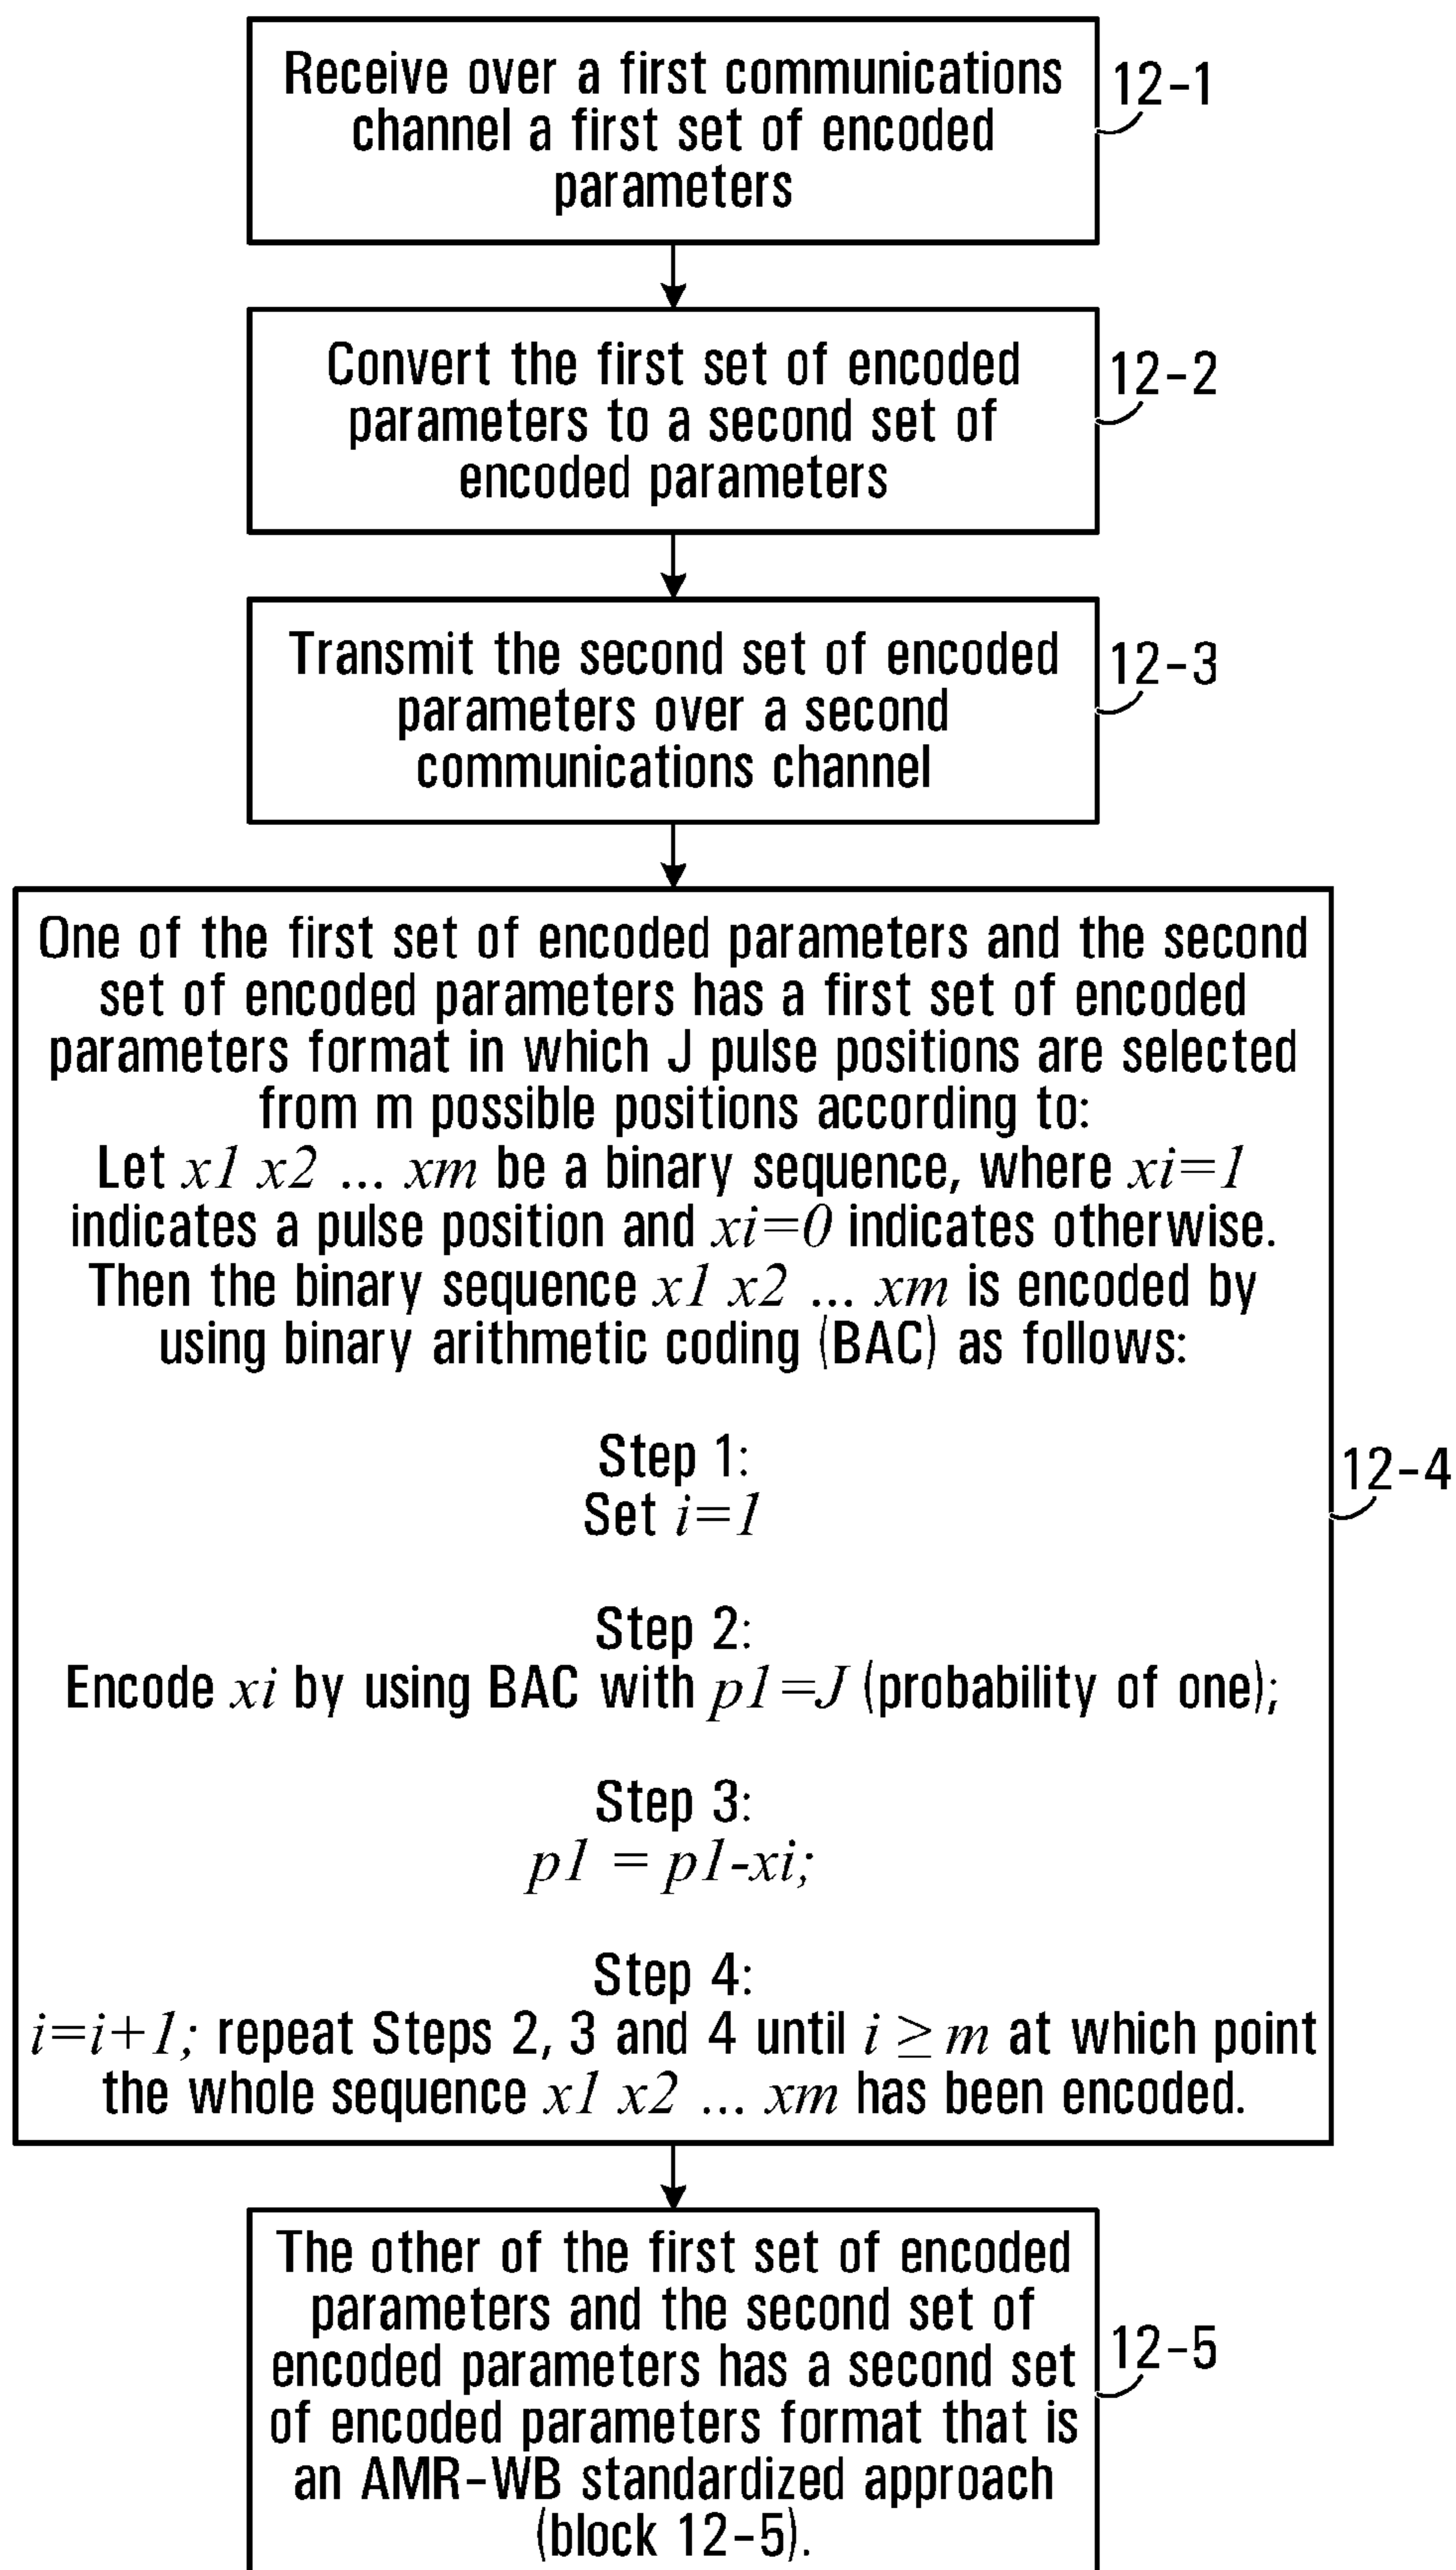 Receive over a first communications
channel a first set of encoded
parameters
12-1
Convert the first set of encoded
parameters to a second set of
encoded parameters
12-2
Transmit the second set of encoded
parameters over a second
communications channel
12-3
One of the first set of encoded parameters and the second
set of encoded parameters has a first set of encoded
parameters format in which J pulse positions are selected
from m possible positions according to:
Let x1 x2 ... xm be a binary sequence, where xi=1
indicates a pulse position and xi=0 indicates otherwise.
Then the binary sequence x1 x2 ... xm is encoded by
using binary arithmetic coding (BAC) as follows:
Step 1:
Set i=1
Step 2:
Encode xi by using BAC with p1=J (probability of one);
Step 3:
p1 = p1-xi;
Step 4:
i=i+1; repeat Steps 2, 3 and 4 until i ≥ m at which point
the whole sequence x1 x2 ... xm has been encoded.
12-4
The other of the first set of encoded
parameters and the second set of
encoded parameters has a second set
of encoded parameters format that is
an AMR-WB standardized approach
(block 12-5).
12-5